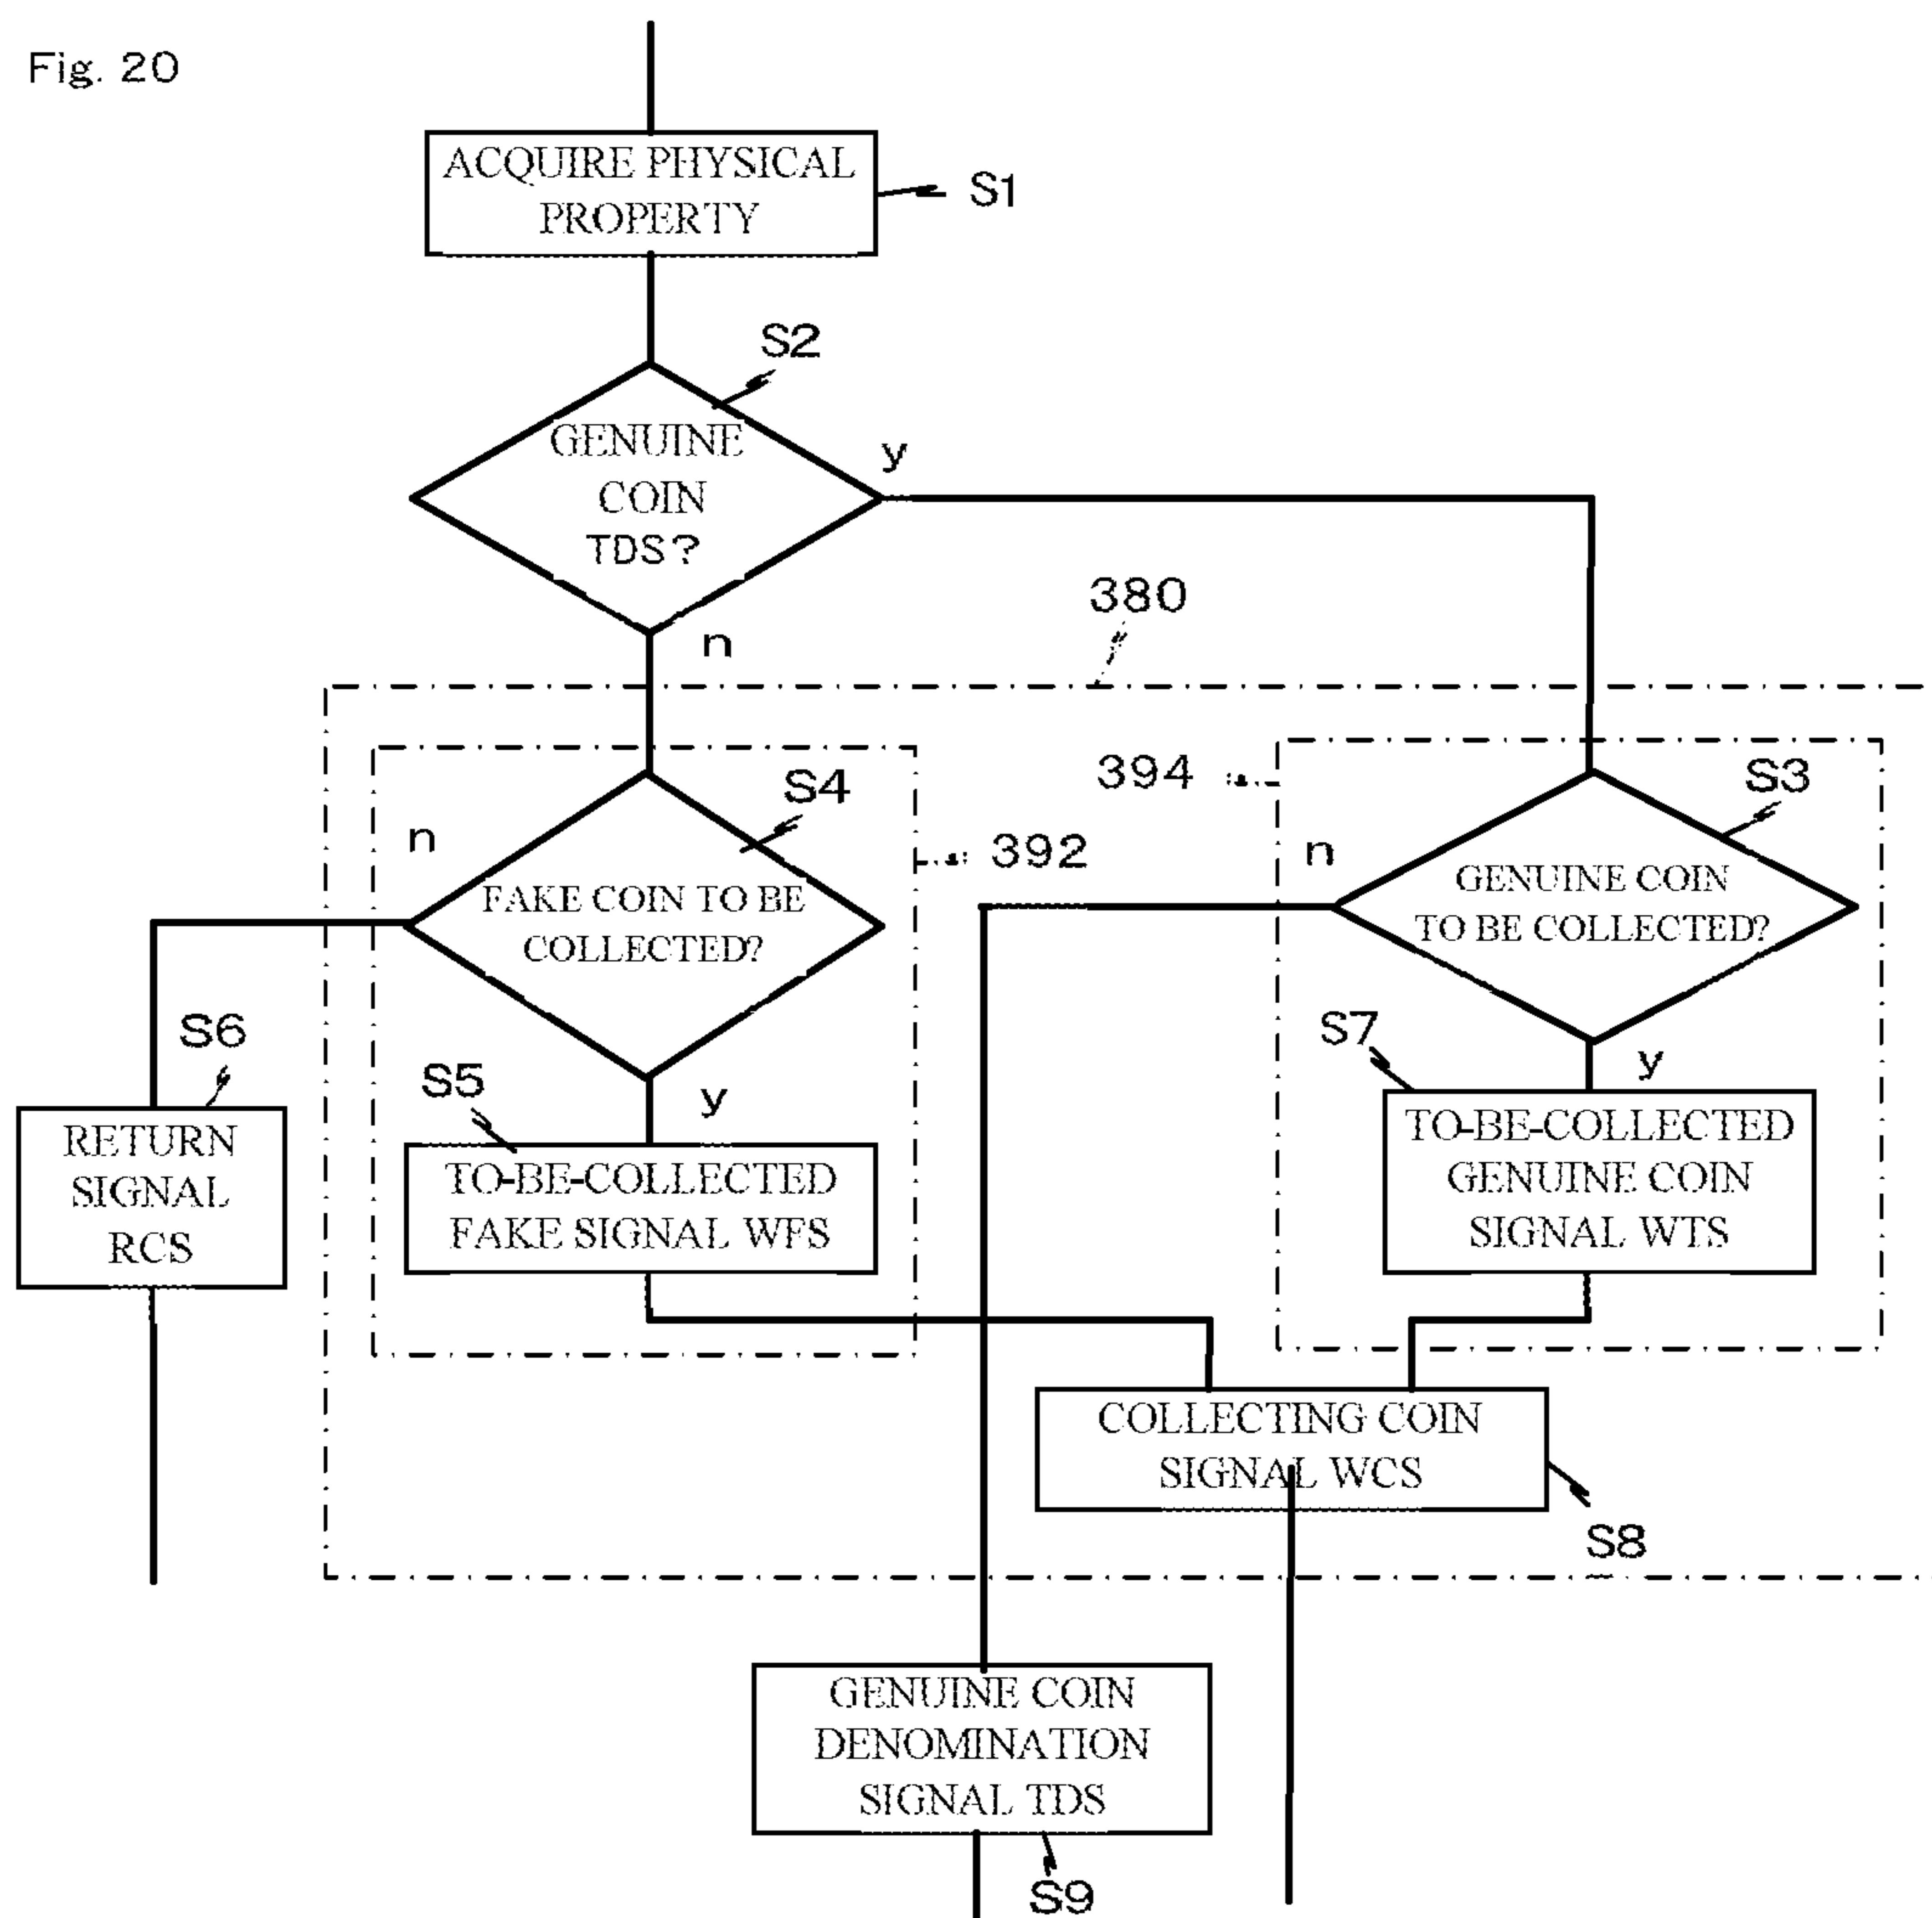 Fig. 20
ACQUIRE PHYSICAL
PROPERTY
S1
S2
GENUINE
COIN
TDS?
y
n
380
394
S3
S4
n
392
n
FAKE COIN TO BE
COLLECTED?
GENUINE COIN
TO BE COLLECTED?
S6
S7
S5
y
y
RETURN
SIGNAL
RCS
TO-BE-COLLECTED
FAKE SIGNAL WFS
TO-BE-COLLECTED
GENUINE COIN
SIGNAL WTS
COLLECTING COIN
SIGNAL WCS
S8
GENUINE COIN
DENOMINATION
SIGNAL TDS
S9